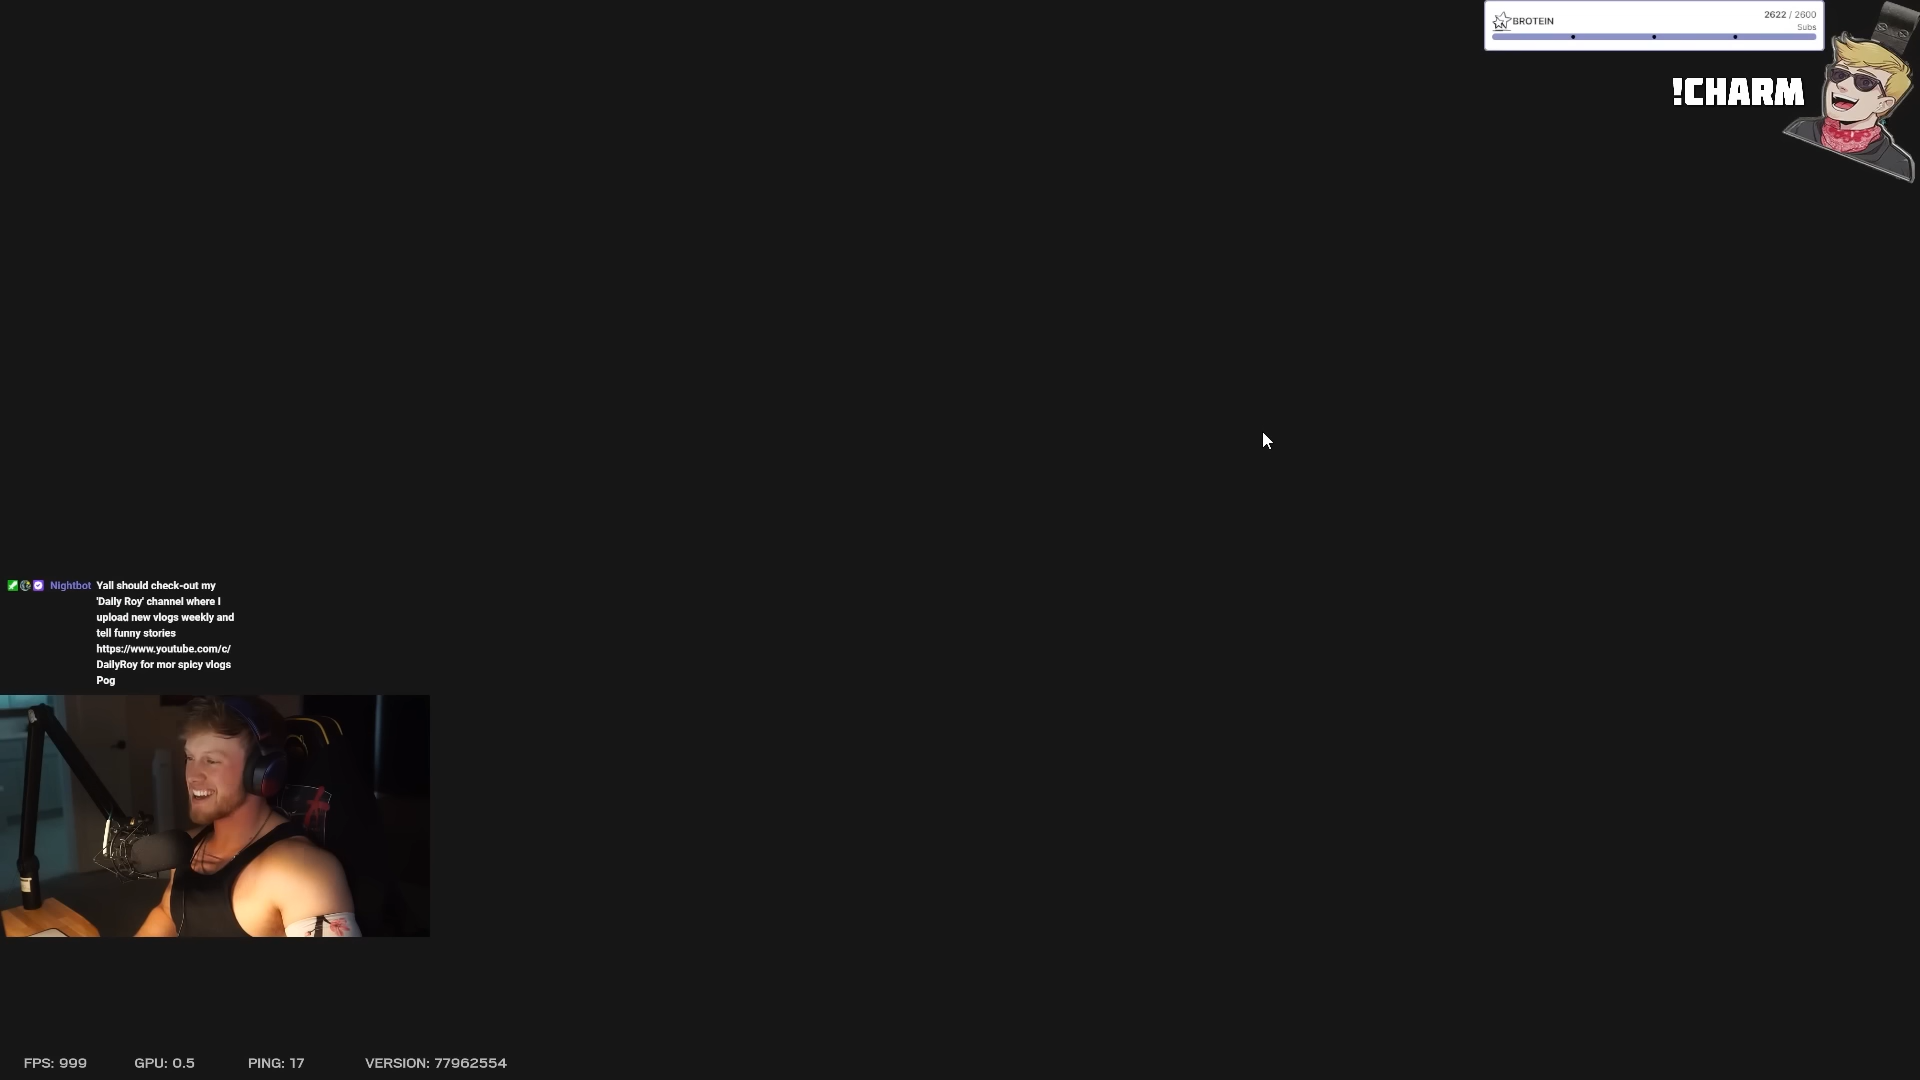 BROTEIN
2622 / 2600
Subs
!CHARM
Nightbot Yall should check-out my
'Daily Roy' channel where I
upload new vlogs weekly and
tell funny stories
https://www.youtube.com/c/
DailyRoy for mor spicy vlogs
Pog
FPS: 999 GPU: 0.5 PING: 17 VERSION: 77962554